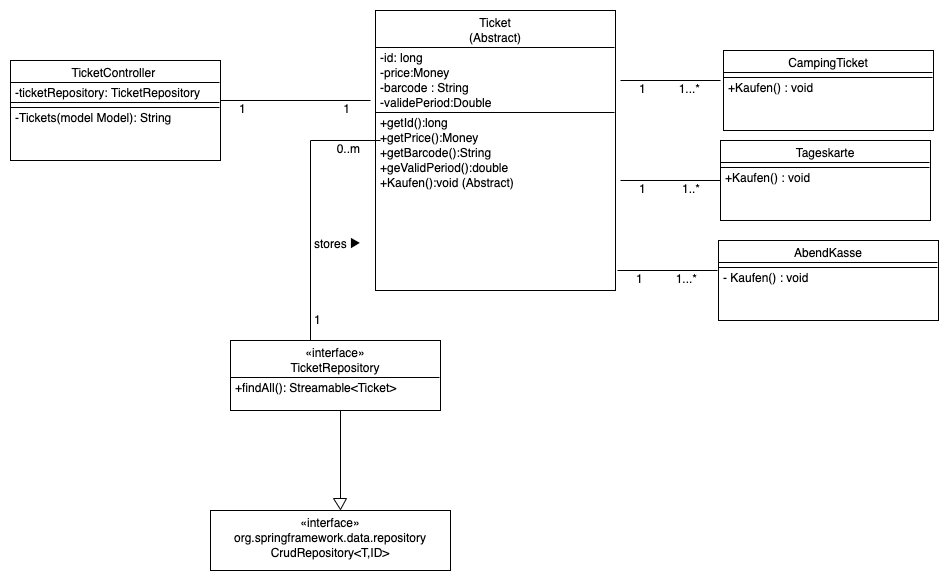 Ticket
(Abstract)
-id: long
-price:Money
-barcode : String
-validePeriod:Double
+getId():long
+getPrice():Money
+getBarcode():String
+geValidPeriod():double
+Kaufen():void (Abstract)
TicketController
-ticketRepository: TicketRepository
-Tickets(model Model): String
1
1
0..m
stores ▶
1
CampingTicket
+Kaufen() : void
1
1...*
Tageskarte
+Kaufen() : void
1
1..*
AbendKasse
- Kaufen() : void
1
1...*
«interface»
TicketRepository
+findAll(): Streamable<Ticket>
«interface»
org.springframework.data.repository
CrudRepository<T,ID>